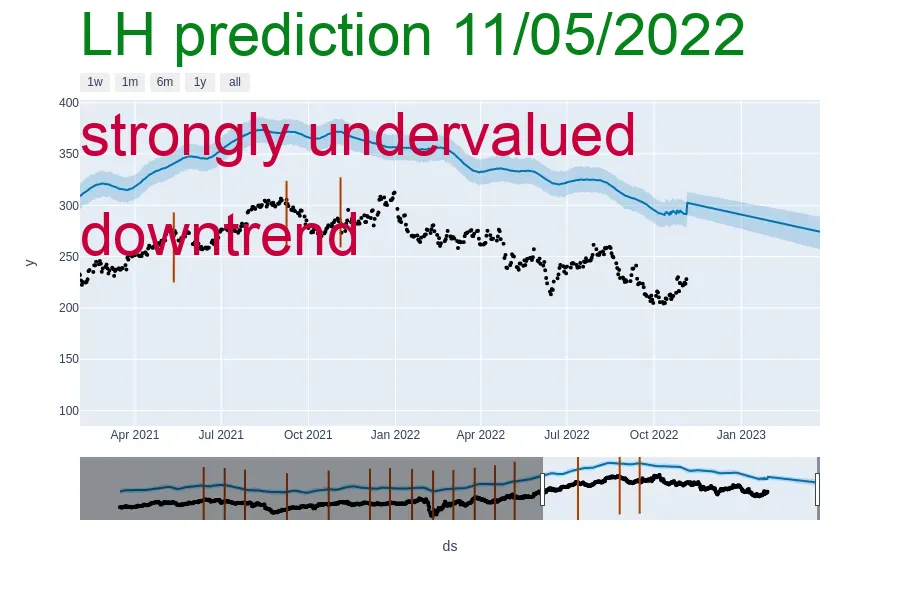 LH prediction 11/05/2022
1w 1m 6m 1y all
strongly undervalued
downtrend
400
350
300
250
200
150
100
y
Apr 2021 Jul 2021 Oct 2021 Jan 2022 Apr 2022 Jul 2022 Oct 2022 Jan 2023
ds